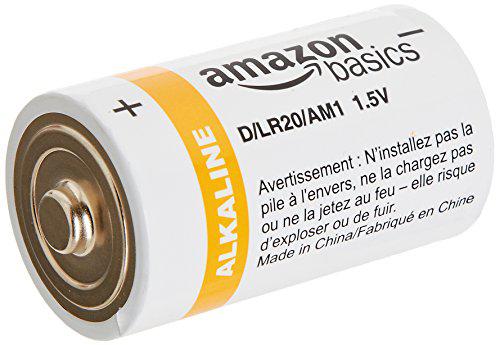 amazon
basics
+ −
D/LR20/AM1 1.5V
ALKALINE
Avertissement : N'installez pas la
pile à l'envers, ne la chargez pas
ou ne la jetez au feu – elle risque
d'exploser ou de fuir.
Made in China/Fabriqué en Chine